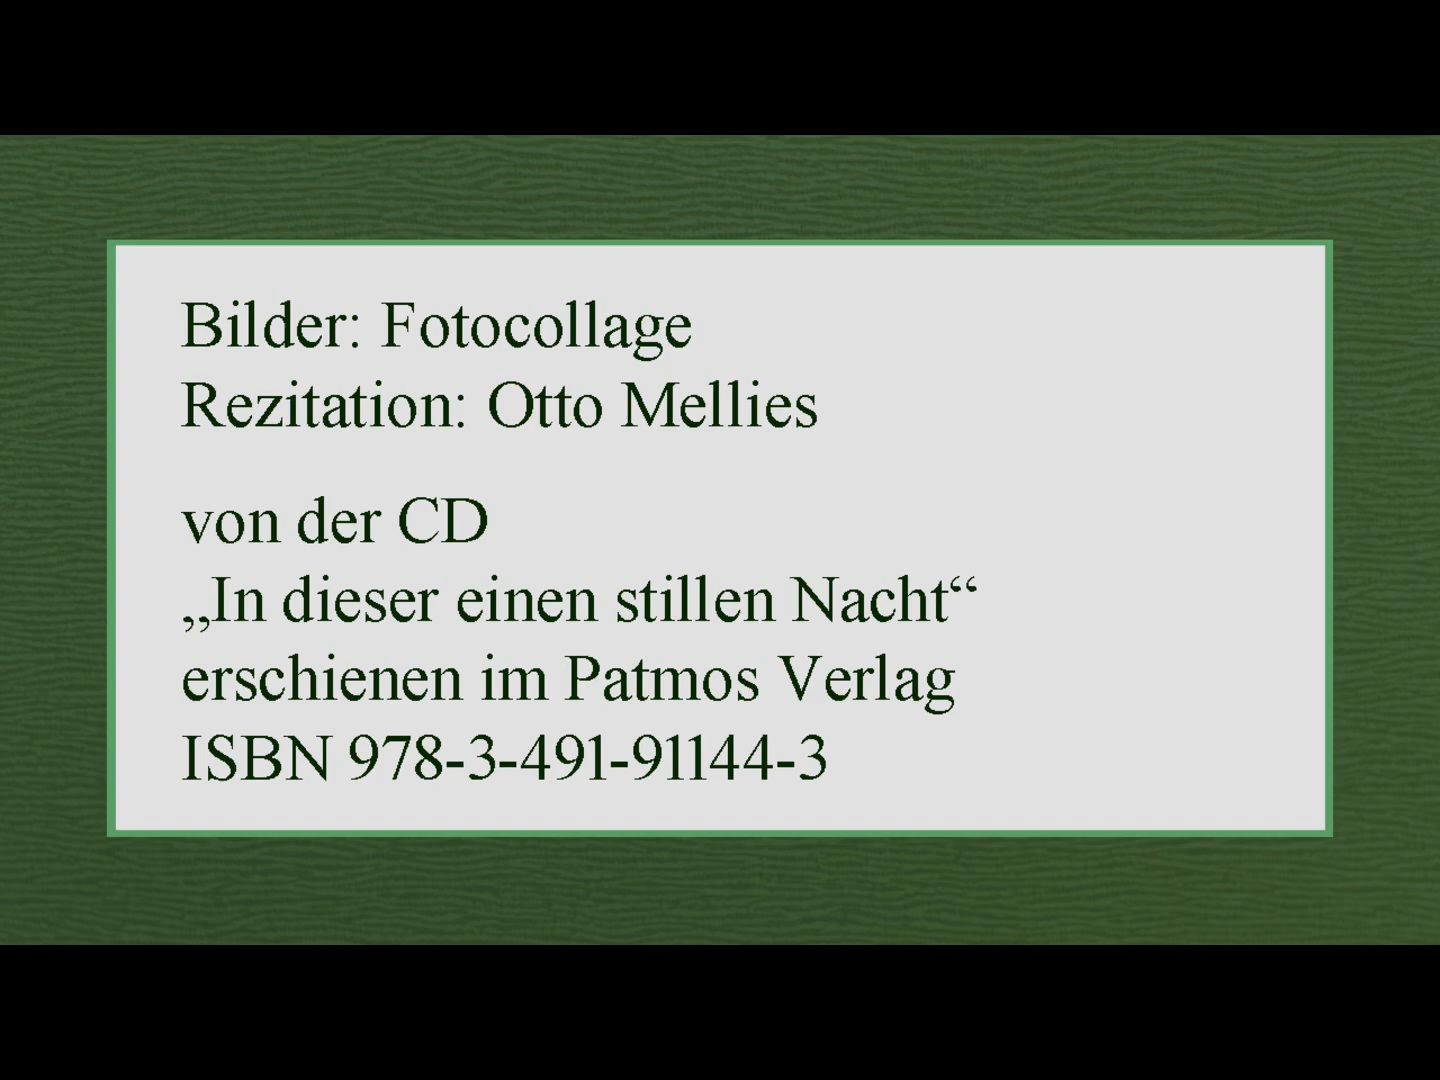 Bilder: Fotocollage
Rezitation: Otto Mellies
von der CD
„In dieser einen stillen Nacht“
erschienen im Patmos Verlag
ISBN 978-3-491-91144-3